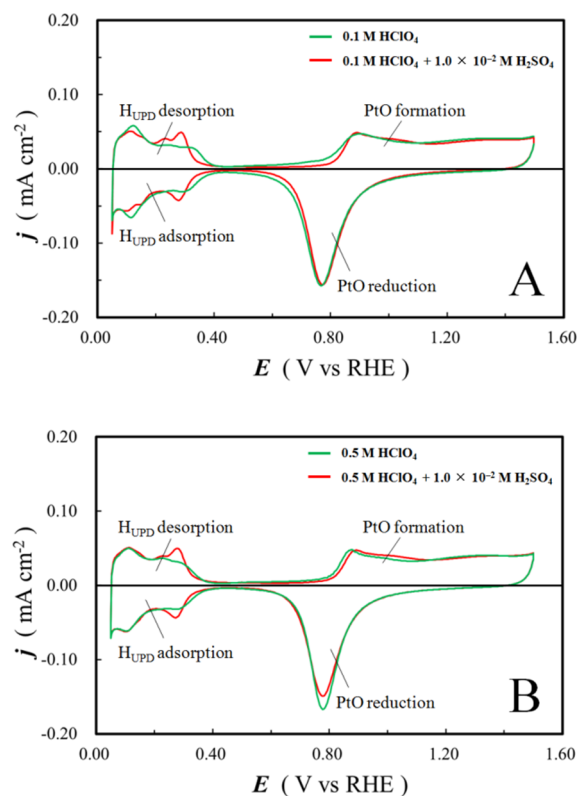 0.20
0.1 M HClO₄
0.1 M HClO₄ + 1.0 × 10⁻² M H₂SO₄
0.10
H_UPD desorption
PtO formation
0.00
j ( mA cm⁻² )
H_UPD adsorption
-0.10
PtO reduction
A
-0.20
0.00 0.40 0.80 1.20 1.60
E ( V vs RHE )
0.20
0.5 M HClO₄
0.5 M HClO₄ + 1.0 × 10⁻² M H₂SO₄
0.10
H_UPD desorption
PtO formation
0.00
j ( mA cm⁻² )
H_UPD adsorption
-0.10
PtO reduction
B
-0.20
0.00 0.40 0.80 1.20 1.60
E ( V vs RHE )